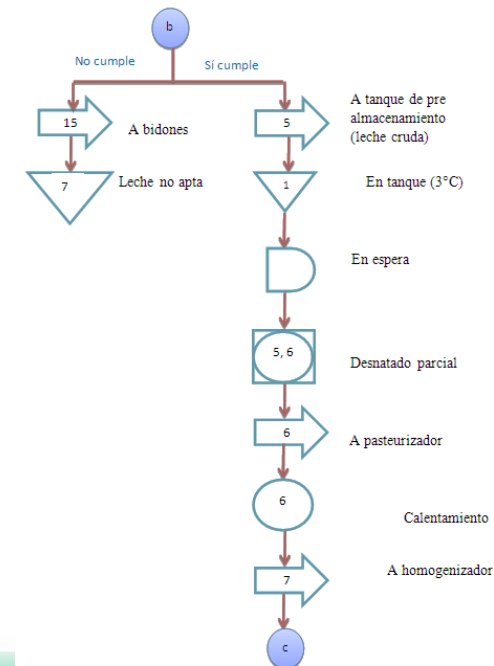 b
No cumple
Sí cumple
15
A bidones
7
Leche no apta
5
A tanque de pre
almacenamiento
(leche cruda)
1
En tanque (3°C)
En espera
5, 6
Desnatado parcial
6
A pasteurizador
6
Calentamiento
7
A homogenizador
c